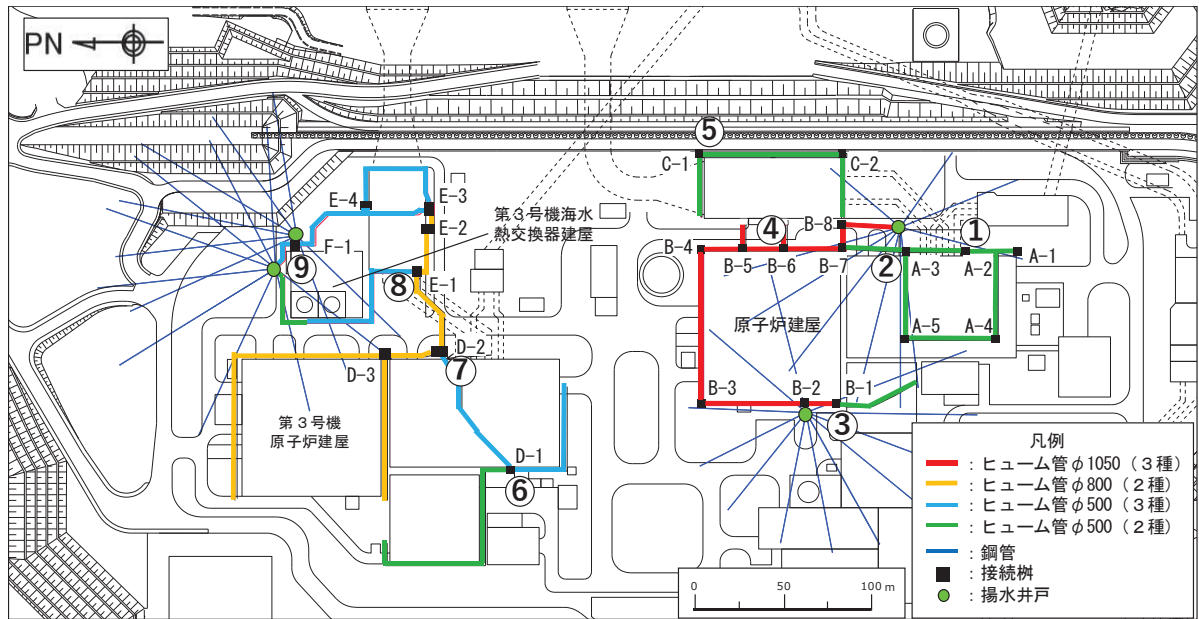 PN
⑤
C-1
C-2
E-4
E-3
第3号機海水
熱交換器建屋
E-2
F-1
⑨
⑧
E-1
B-8
④
①
B-4
B-5
B-6
B-7
②
A-3
A-2
A-1
原子炉建屋
A-5
A-4
D-2
⑦
D-3
B-3
B-2
B-1
③
第3号機
原子炉建屋
D-1
⑥
凡例
：ヒューム管φ1050（3種）
：ヒューム管φ800（2種）
：ヒューム管φ500（3種）
：ヒューム管φ500（2種）
：鋼管
：接続桝
：揚水井戸
0 50 100 m